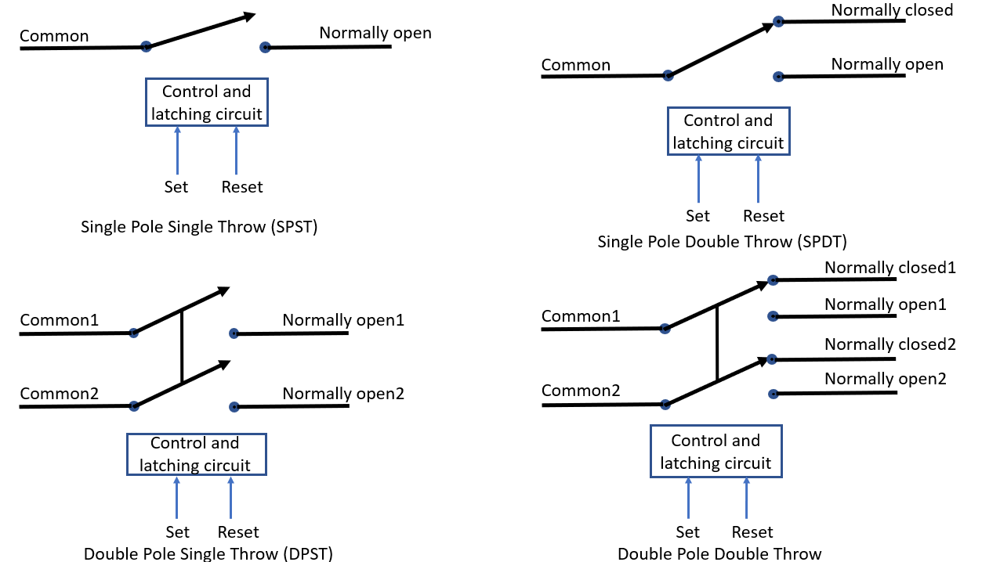 Common
Normally open
Control and
latching circuit
Set
Reset
Single Pole Single Throw (SPST)
Normally closed
Common
Normally open
Control and
latching circuit
Set
Reset
Single Pole Double Throw (SPDT)
Common1
Normally open1
Common2
Normally open2
Control and
latching circuit
Set
Reset
Double Pole Single Throw (DPST)
Normally closed1
Common1
Normally open1
Normally closed2
Common2
Normally open2
Control and
latching circuit
Set
Reset
Double Pole Double Throw